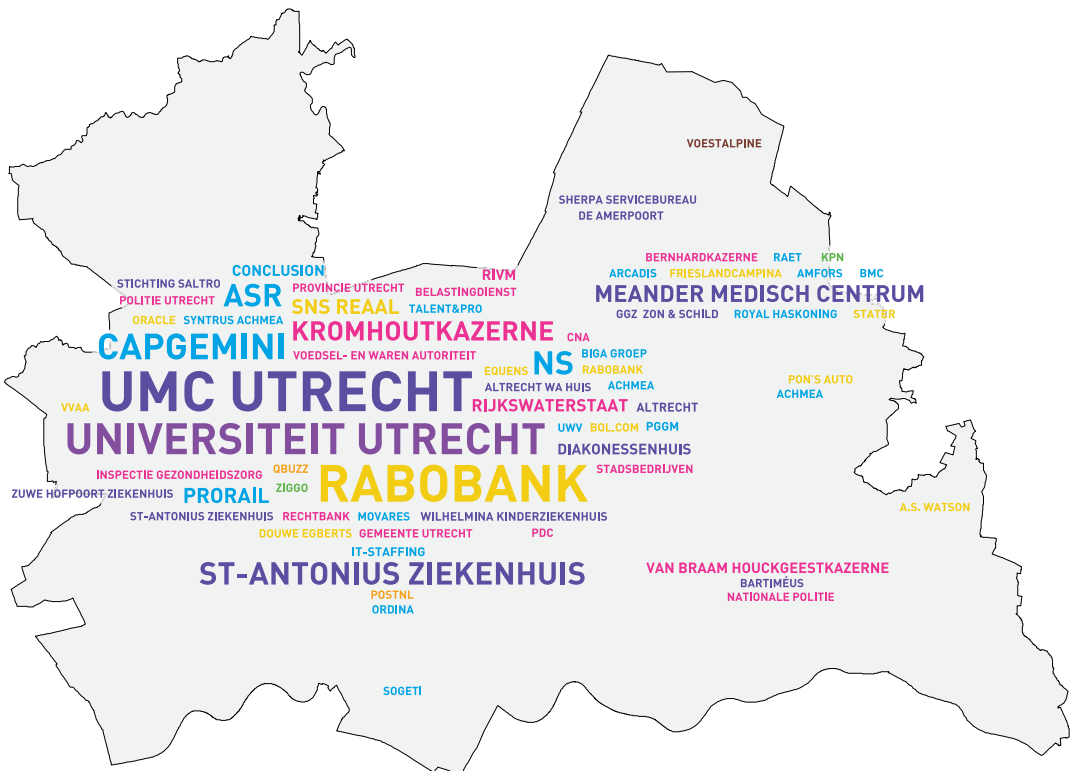 VOESTALPINE
SHERPA SERVICEBUREAU
DE AMERPOORT
BERNHARDKAZERNE RAET KPN
ARCADIS FRIESLANDCAMPINA AMFORS BMC
MEANDER MEDISCH CENTRUM
GGZ ZON & SCHILD ROYAL HASKONING STATER
CONCLUSION RIVM
STICHTING SALTRO PROVINCIE UTRECHT BELASTINGDIENST
POLITIE UTRECHT ASR SNS REAAL TALENT&PRO
ORACLE SYNTRUS ACHMEA KROMHOUTKAZERNE CNA
CAPGEMINI VOEDSEL- EN WAREN AUTORITEIT NS BIGA GROEP
EQUENS RABOBANK
UMC UTRECHT ALTRECHT WA HUIS ACHMEA
PON'S AUTO
ACHMEA
VVAA RIJKSWATERSTAAT ALTRECHT
UNIVERSITEIT UTRECHT UWV BOL.COM PGGM
DIAKONESSENHUIS
INSPECTIE GEZONDHEIDSZORG QBUZZ RABOBANK STADSBEDRIJVEN
ZUWE HOFPOORT ZIEKENHUIS PRORAIL ZIGGO
A.S. WATSON
ST-ANTONIUS ZIEKENHUIS RECHTBANK MOVARES WILHELMINA KINDERZIEKENHUIS
DOUWE EGBERTS GEMEENTE UTRECHT PDC
IT-STAFFING
ST-ANTONIUS ZIEKENHUIS
VAN BRAAM HOUCKGEESTKAZERNE
BARTIMÉUS
NATIONALE POLITIE
POSTNL
ORDINA
SOGETI